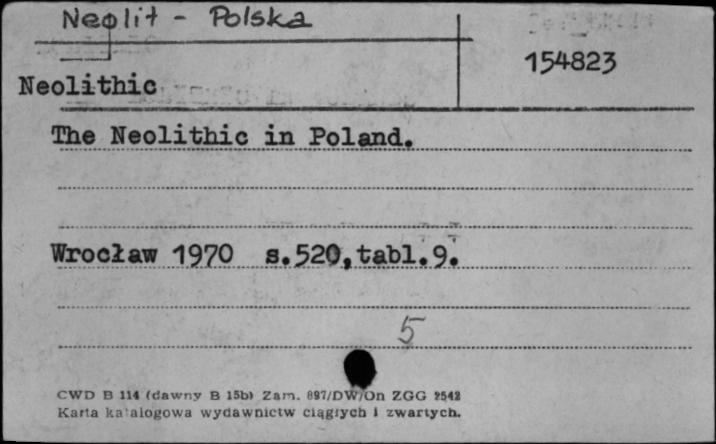 Neolit - Polska
154823
Neolithic
The Neolithic in Poland.
Wrocław 1970 s.520,tabl.9.
5
CWD B 114 (dawny B 15b) Zam. 897/DW/On ZGG 2542
Karta katalogowa wydawnictw ciągłych i zwartych.